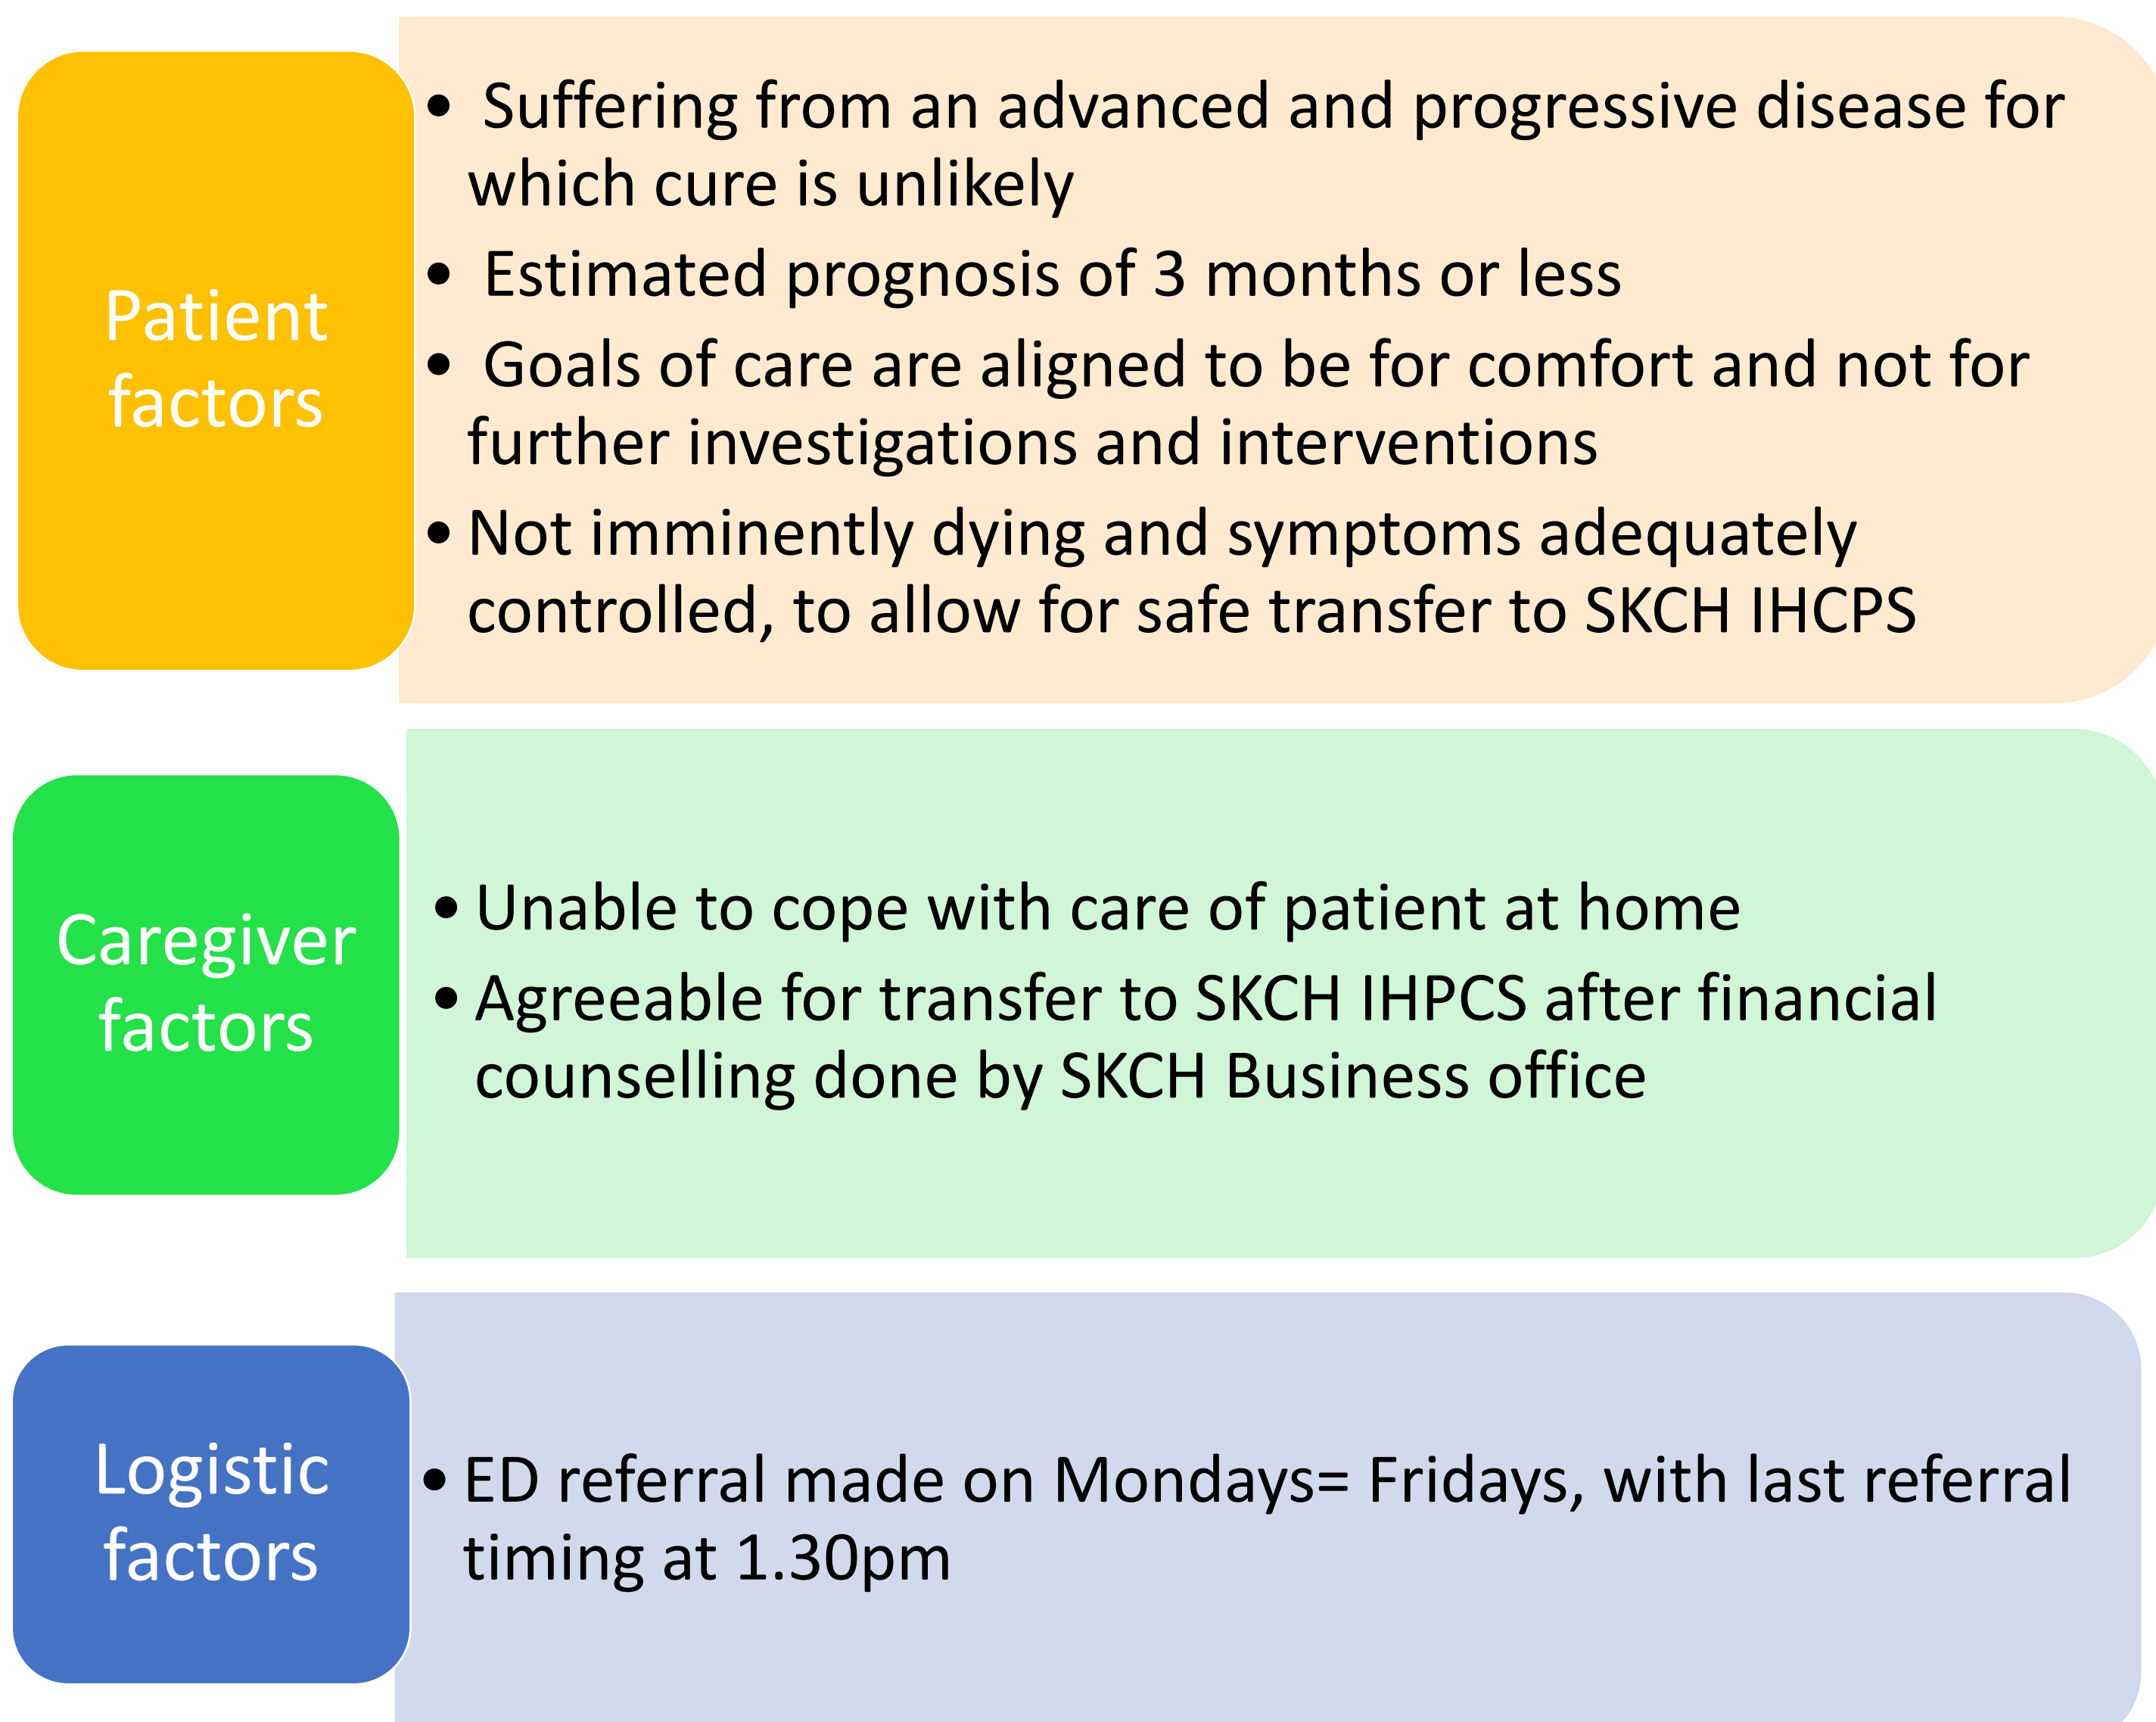 Patient
factors
• Suffering from an advanced and progressive disease for
which cure is unlikely
• Estimated prognosis of 3 months or less
• Goals of care are aligned to be for comfort and not for
further investigations and interventions
• Not imminently dying and symptoms adequately
controlled, to allow for safe transfer to SKCH IHCPS
Caregiver
factors
• Unable to cope with care of patient at home
• Agreeable for transfer to SKCH IHPCS after financial
counselling done by SKCH Business office
Logistic
factors
• ED referral made on Mondays= Fridays, with last referral
timing at 1.30pm